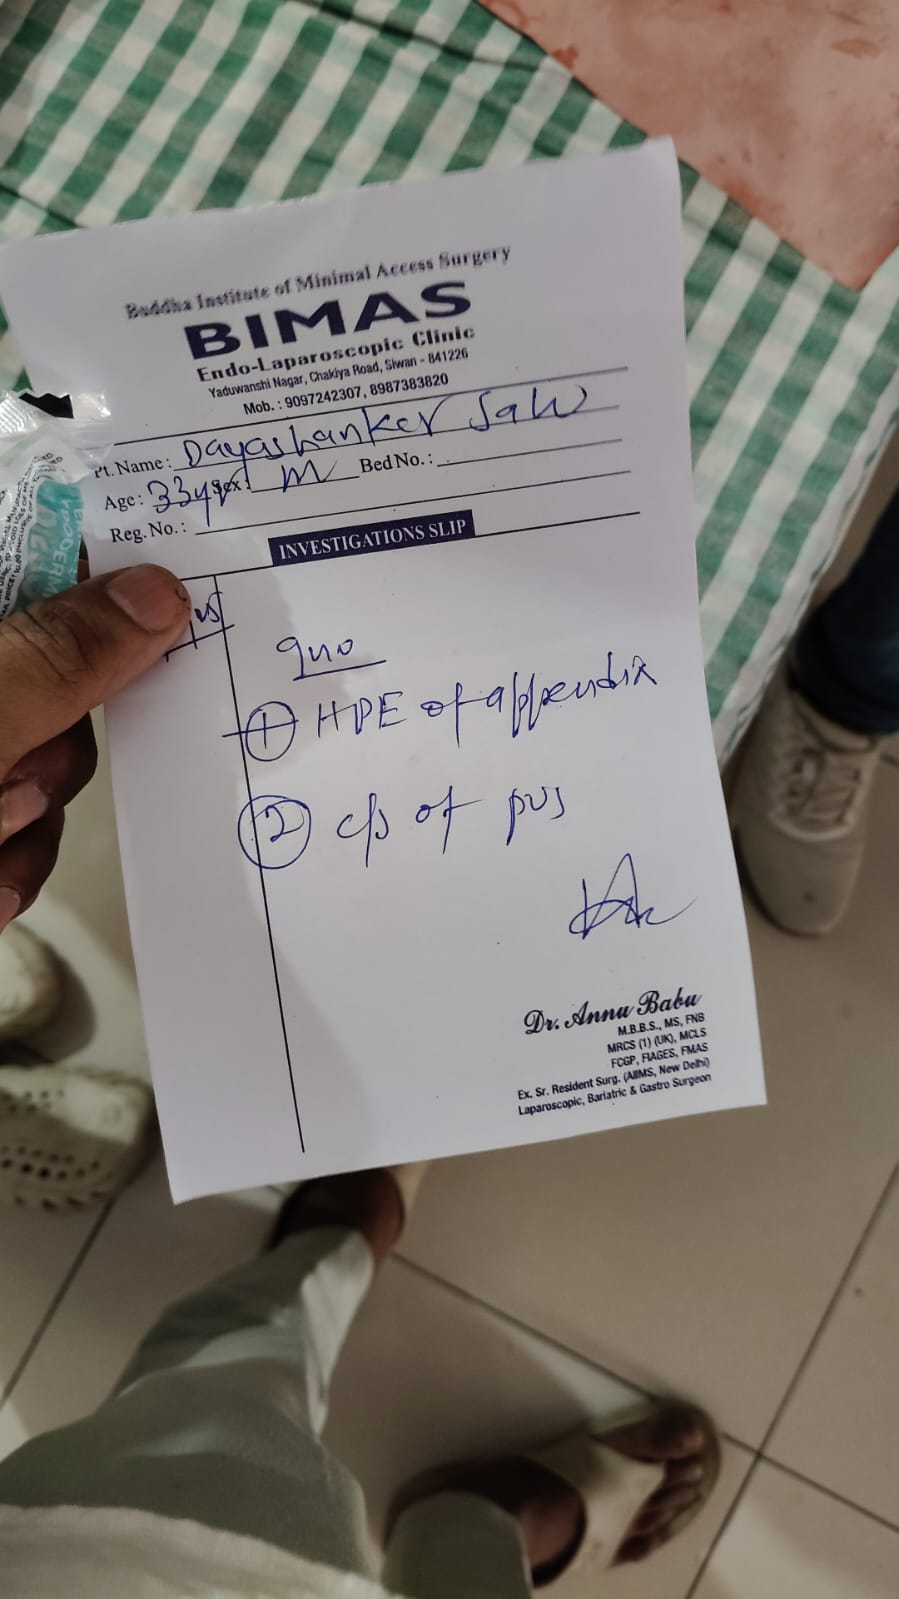 Buddha Institute of Minimal Access Surgery
BIMAS
Endo-Laparoscopic Clinic
Yaduwanshi Nagar, Chakiya Road, Siwan - 841226
Mob. : 9097242307, 8987383820
Pt. Name : Dayashanker Sah
Age : 33yr Sex : M Bed No. :
Reg. No. :
INVESTIGATIONS SLIP
① HPE of appendix
② c/s of pus
Dr. Annu Babu
M.B.B.S., MS, FNB
MRCS (1) (UK), MCLS
FCGP, FIAGES, FMAS
Ex. Sr. Resident Surg. (AIIMS, New Delhi)
Laparoscopic, Bariatric & Gastro Surgeon